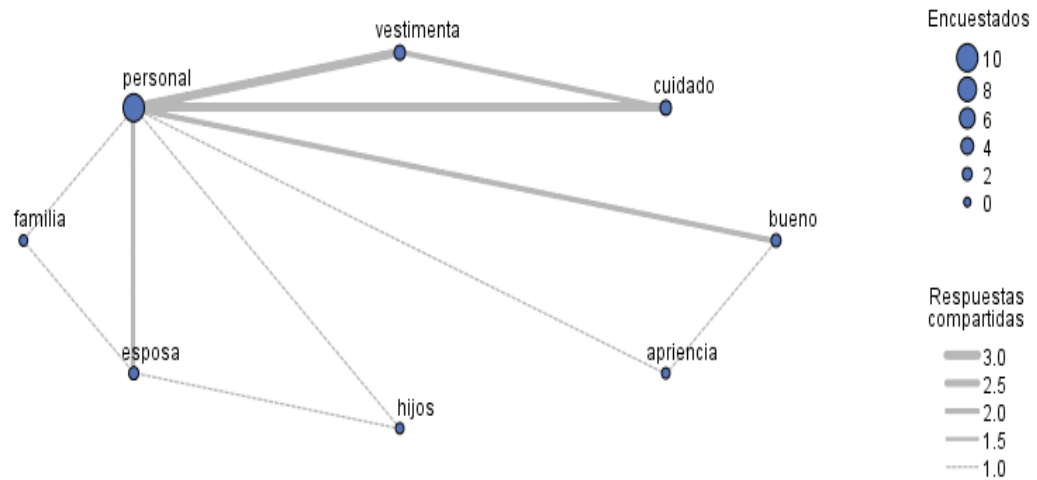 Encuestados
vestimenta
10
personal
cuidado
8
6
4
2
0
familia
bueno
Respuestas
compartidas
esposa
apriencia
3.0
2.5
hijos
2.0
1.5
1.0